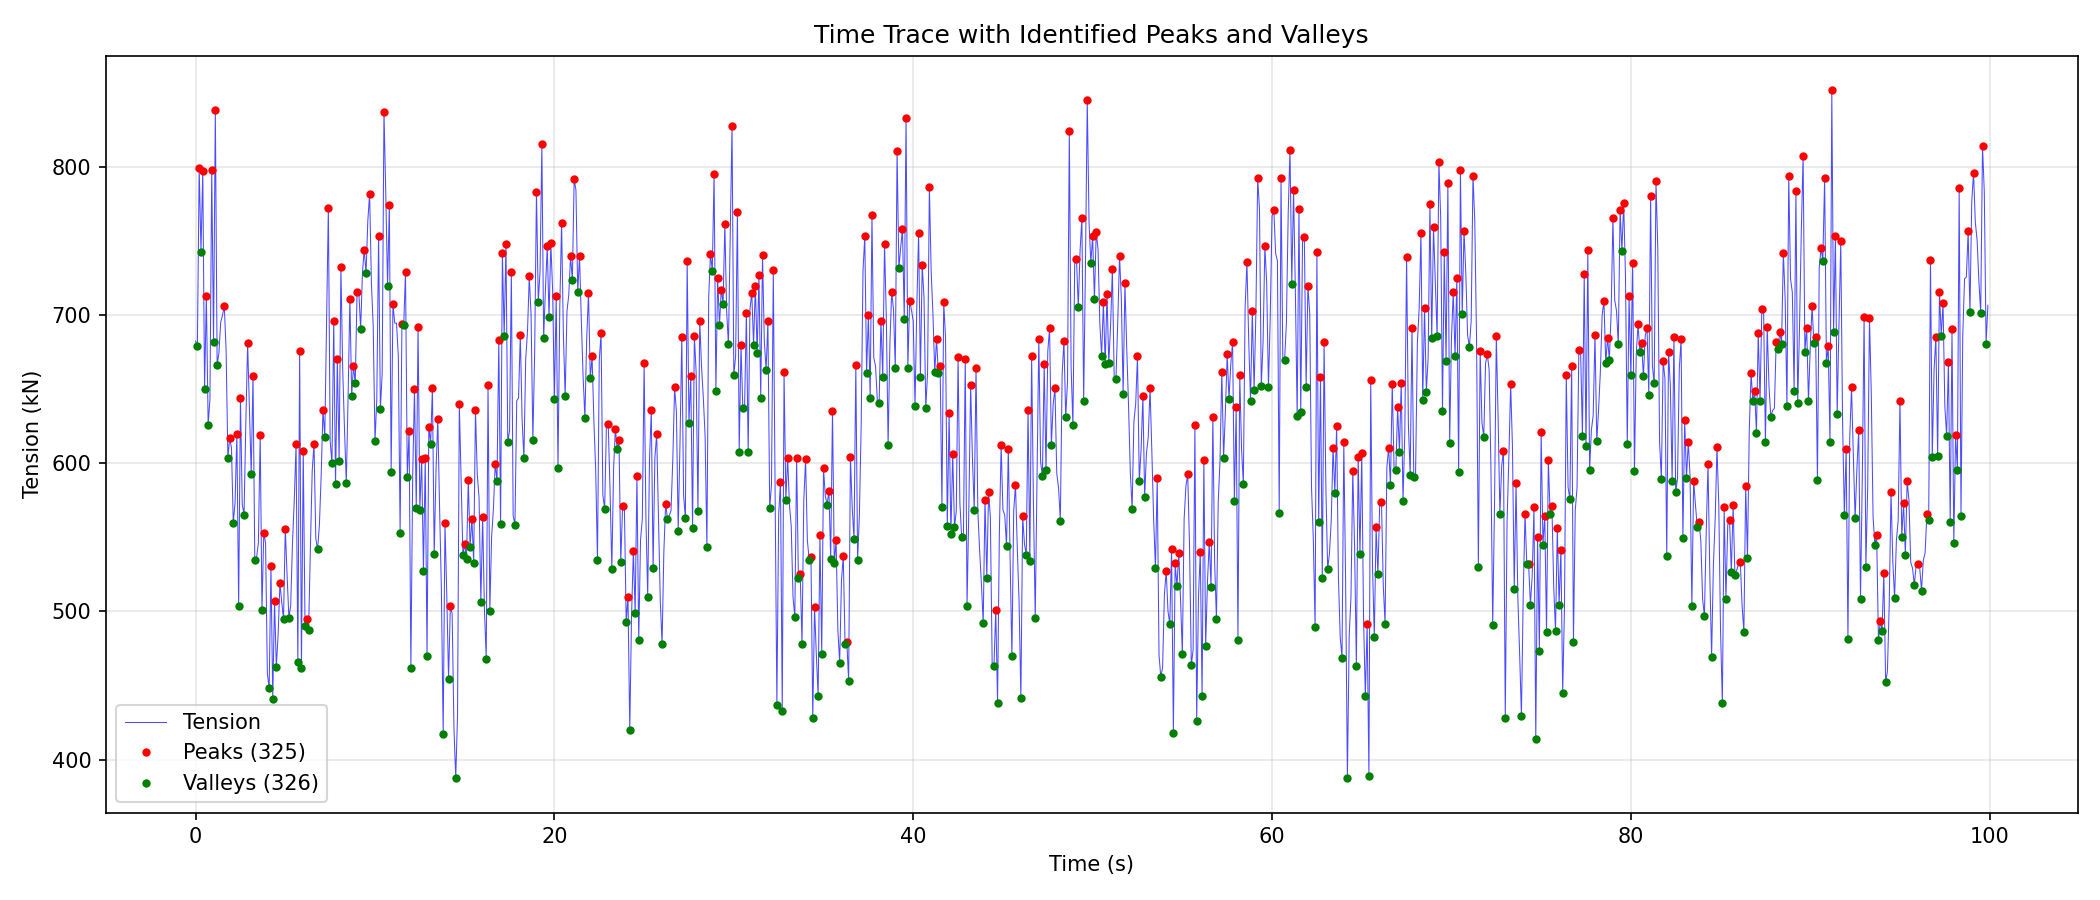 Time Trace with Identified Peaks and Valleys
Tension (kN)
800
700
600
500
400
Tension
Peaks (325)
Valleys (326)
0 20 40 60 80 100
Time (s)